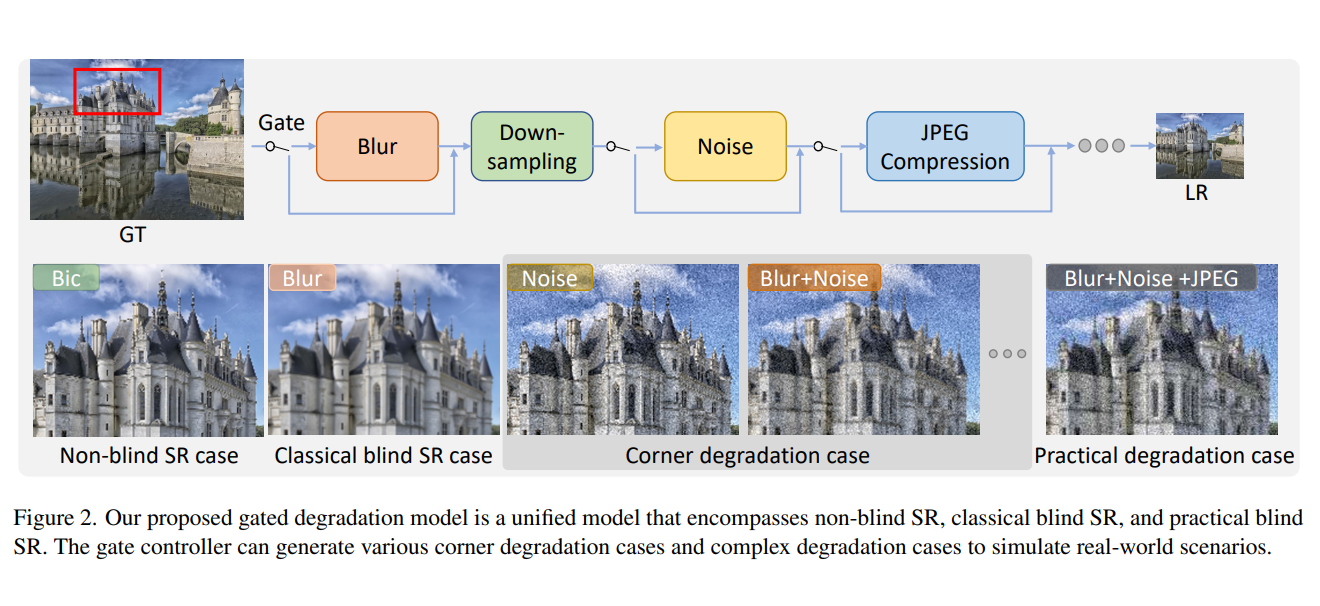 Gate
Blur
Down-
sampling
Noise
JPEG
Compression
GT
LR
Bic
Blur
Noise
Blur+Noise
Blur+Noise +JPEG
Non-blind SR case
Classical blind SR case
Corner degradation case
Practical degradation case
Figure 2. Our proposed gated degradation model is a unified model that encompasses non-blind SR, classical blind SR, and practical blind
SR. The gate controller can generate various corner degradation cases and complex degradation cases to simulate real-world scenarios.